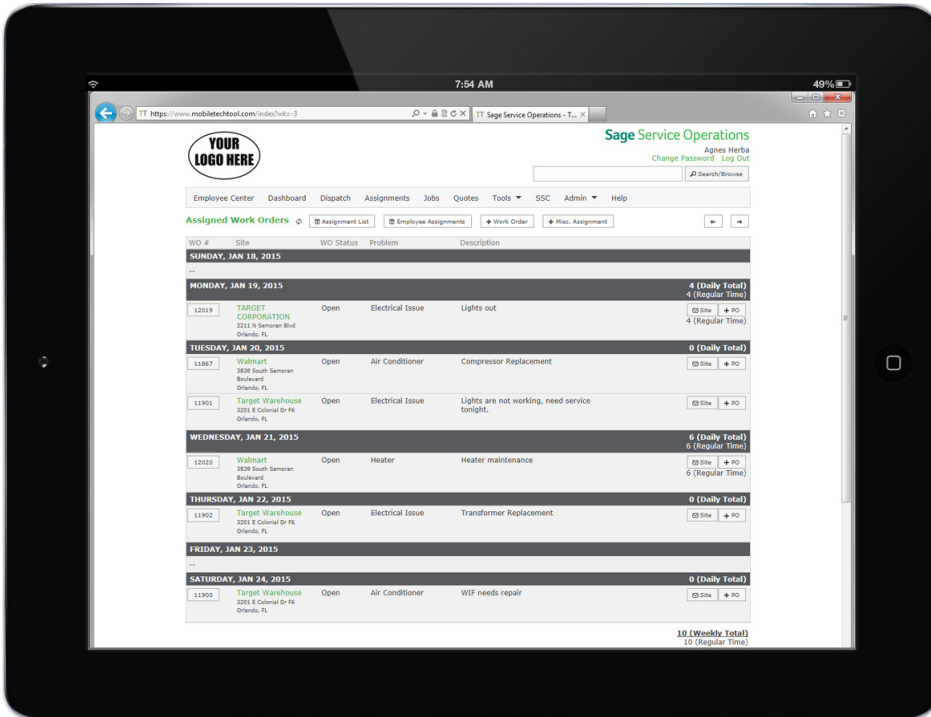 7:54 AM
49%
TT https://www.mobiletechtool.com/index?wk=-3
TT Sage Service Operations - T...
YOUR
LOGO HERE
Sage Service Operations
Agnes Herba
Change Password Log Out
Search/Browse
Employee Center Dashboard Dispatch Assignments Jobs Quotes Tools SSC Admin Help
Assigned Work Orders Assignment List Employee Assignments + Work Order + Misc. Assignment
WO # Site WO Status Problem Description
SUNDAY, JAN 18, 2015
--
MONDAY, JAN 19, 2015 4 (Daily Total)
4 (Regular Time)
12019 TARGET Open Electrical Issue Lights out Site + PO
CORPORATION 4 (Regular Time)
2211 N Semoran Blvd
Orlando, FL
TUESDAY, JAN 20, 2015 0 (Daily Total)
11867 Walmart Open Air Conditioner Compressor Replacement Site + PO
3838 South Semoran
Boulevard
Orlando, FL
11901 Target Warehouse Open Electrical Issue Lights are not working, need service Site + PO
3201 E Colonial Dr F6 tonight.
Orlando, FL
WEDNESDAY, JAN 21, 2015 6 (Daily Total)
6 (Regular Time)
12020 Walmart Open Heater Heater maintenance Site + PO
3838 South Semoran 6 (Regular Time)
Boulevard
Orlando, FL
THURSDAY, JAN 22, 2015 0 (Daily Total)
11902 Target Warehouse Open Electrical Issue Transformer Replacement Site + PO
3201 E Colonial Dr F6
Orlando, FL
FRIDAY, JAN 23, 2015
--
SATURDAY, JAN 24, 2015 0 (Daily Total)
11900 Target Warehouse Open Air Conditioner WIF needs repair Site + PO
3201 E Colonial Dr F6
Orlando, FL
10 (Weekly Total)
10 (Regular Time)